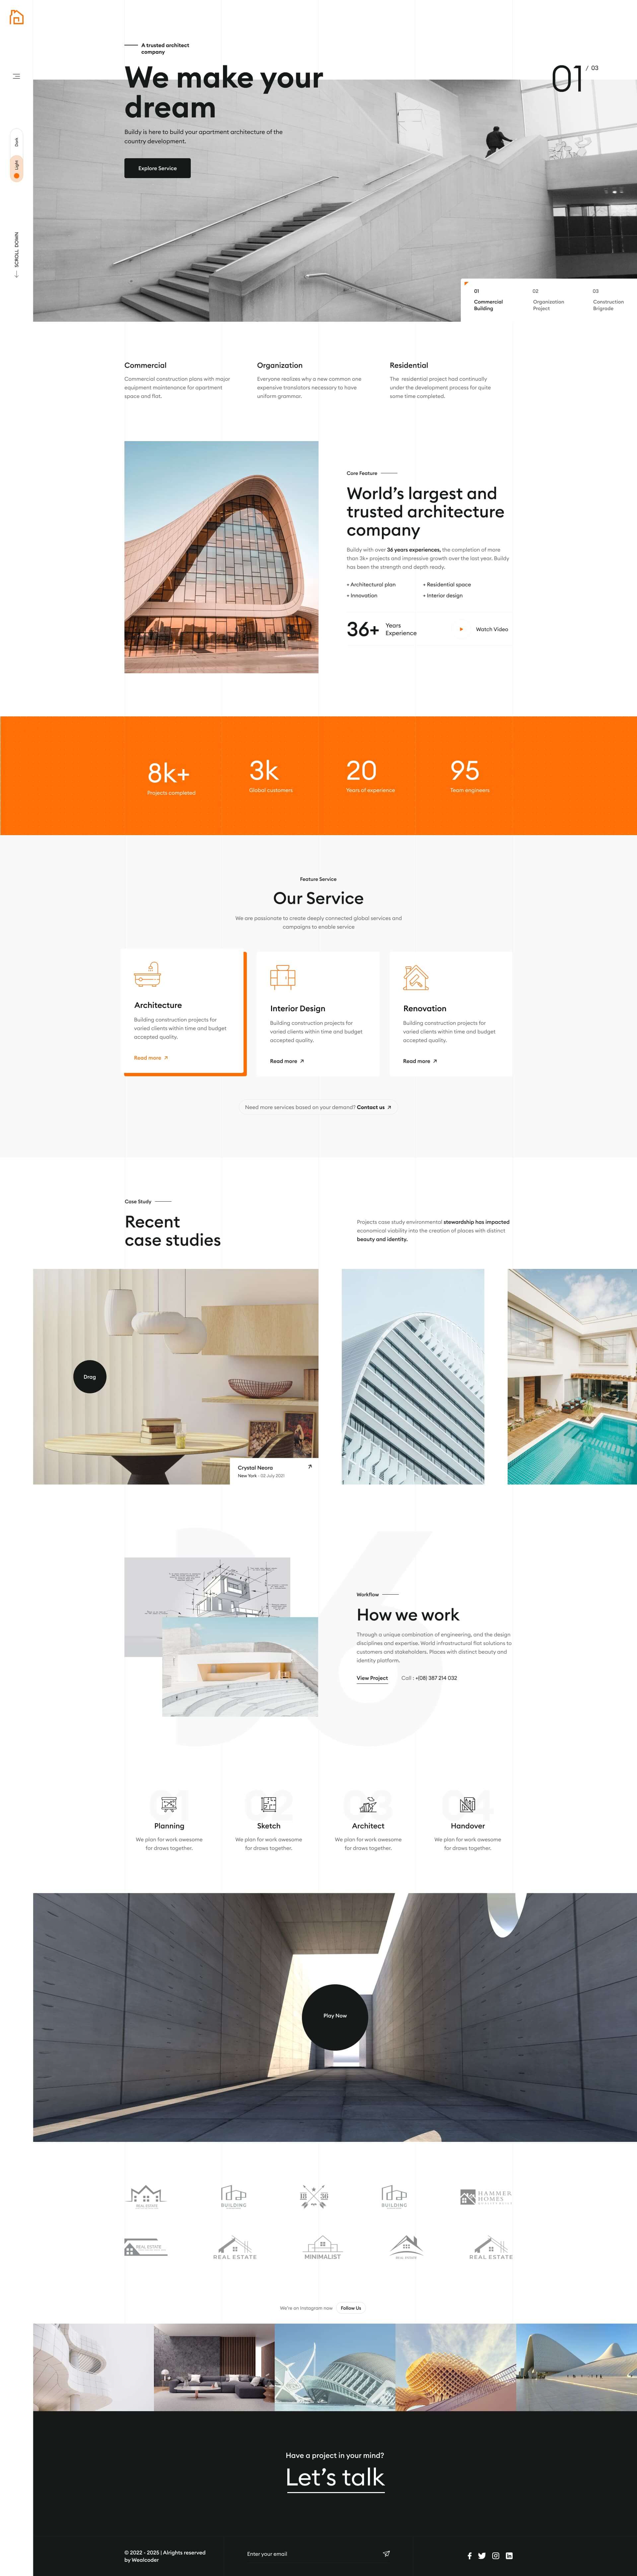 A trusted architect
company
We make your
dream
01 / 03
Buildy is here to build your apartment architecture of the
country development.
Explore Service
Dark
Light
SCROLL DOWN
01
02
03
Commercial
Building
Organization
Project
Construction
Brigrade
Commercial
Organization
Residential
Commercial construction plans with major
equipment maintenance for apartment
space and flat.
Everyone realizes why a new common one
expensive translators necessary to have
uniform grammar.
The residential project had continually
under the development process for quite
some time completed.
Core Feature
World's largest and
trusted architecture
company
Buildy with over 36 years experiences, the completion of more
than 3k+ projects and impressive growth over the last year. Buildy
has been the strength and depth ready.
+ Architectural plan
+ Residential space
+ Innovation
+ Interior design
36+
Years
Experience
Watch Video
8k+
3k
20
95
Projects completed
Global customers
Years of experience
Team engineers
Feature Service
Our Service
We are passionate to create deeply connected global services and
campaigns to enable service
Architecture
Building construction projects for
varied clients within time and budget
accepted quality.
Read more
Interior Design
Building construction projects for
varied clients within time and budget
accepted quality.
Read more
Renovation
Building construction projects for
varied clients within time and budget
accepted quality.
Read more
Need more services based on your demand? Contact us
Case Study
Recent
case studies
Projects case study environmental stewardship has impacted
economical viability into the creation of places with distinct
beauty and identity.
Drag
Crystal Neora
New York - 02 July 2021
36
Workflow
How we work
Through a unique combination of engineering, and the design
disciplines and expertise. World infrastructural flat solutions to
customers and stakeholders. Places with distinct beauty and
identity platform.
View Project
Call : +(08) 387 214 032
01
02
03
04
Planning
Sketch
Architect
Handover
We plan for work awesome
for draws together.
We plan for work awesome
for draws together.
We plan for work awesome
for draws together.
We plan for work awesome
for draws together.
Play Now
REAL ESTATE
BUILDING
BUILDING
HAMMER
HOMES
REAL ESTATE
REAL ESTATE
MINIMALIST
REAL ESTATE
REAL ESTATE
We're on Instagram now
Follow Us
Have a project in your mind?
Let's talk
© 2022 - 2025 | Alrights reserved
by Wealcoder
Enter your email